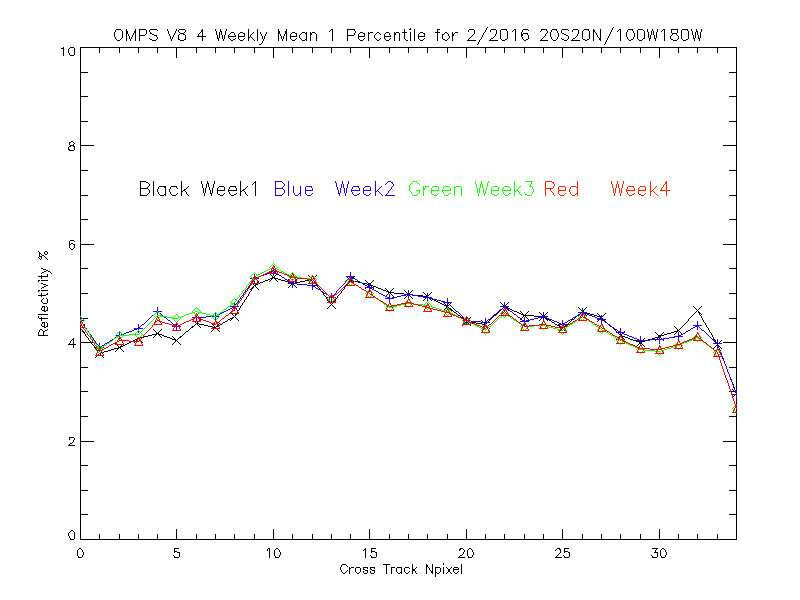 OMPS V8 4 Weekly Mean 1 Percentile for 2/2016 20S20N/100W180W
10
8
Black Week1 Blue Week2 Green Week3 Red Week4
6
Reflectivity %
4
2
0
0 5 10 15 20 25 30
Cross Track Npixel